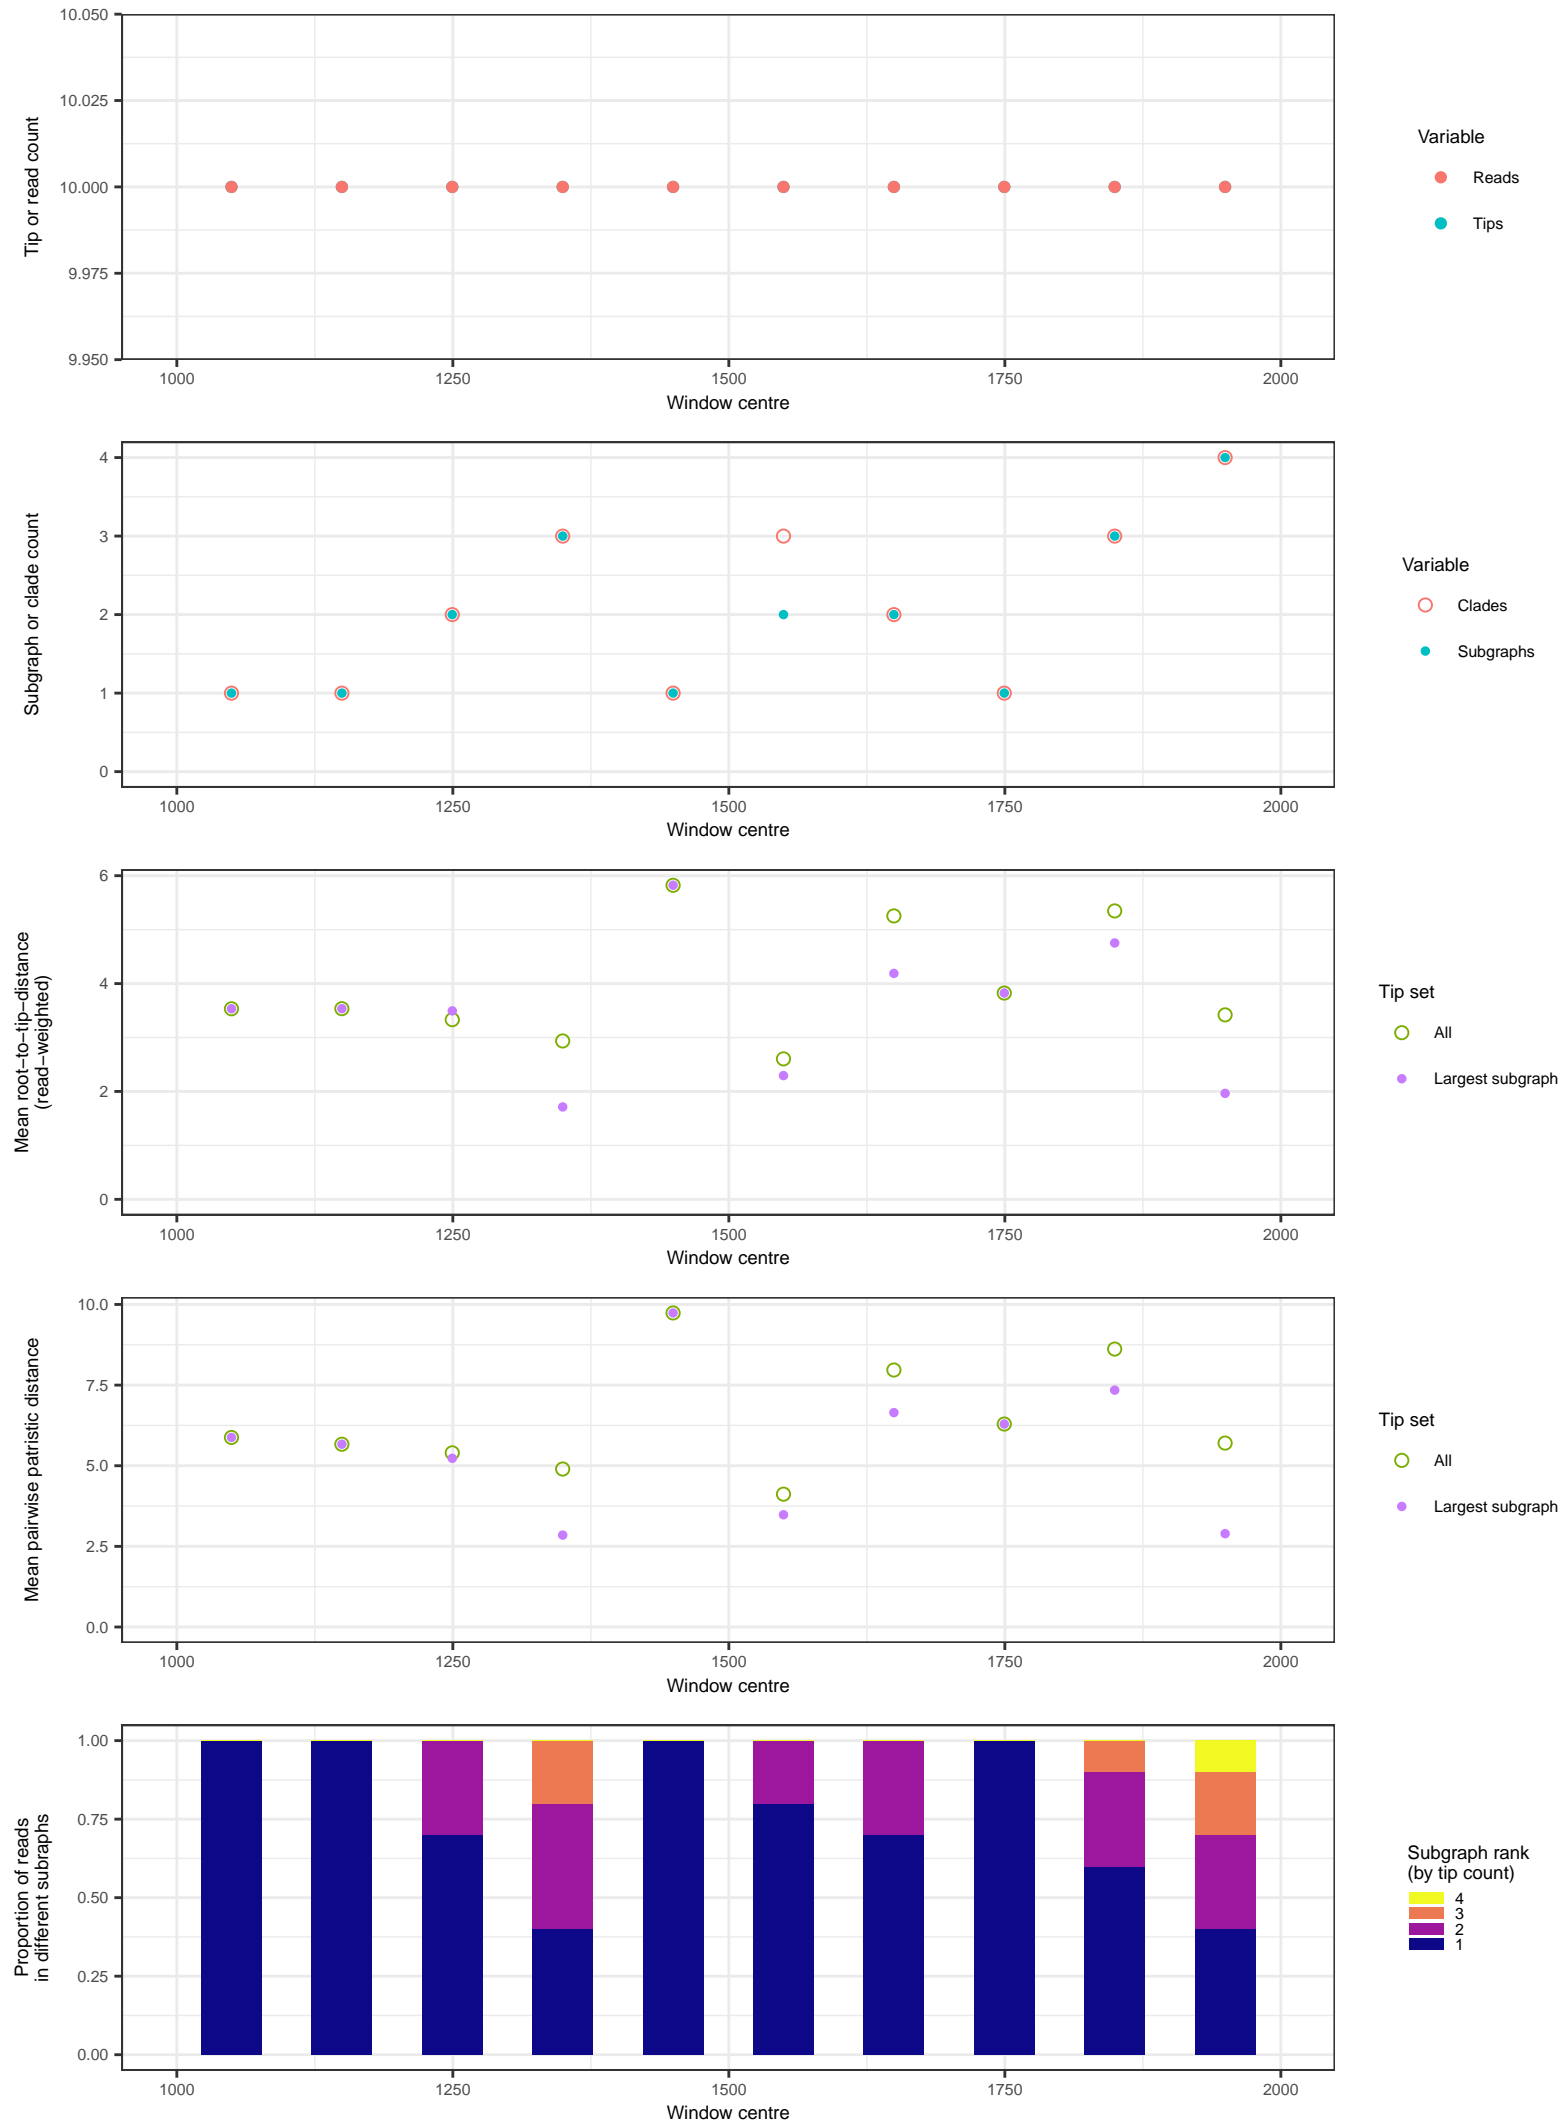 10.050
10.025
10.000
9.975
9.950
Tip or read count
1000 1250 1500 1750 2000
Window centre
Variable
Reads
Tips
4
3
2
1
0
Subgraph or clade count
1000 1250 1500 1750 2000
Window centre
Variable
Clades
Subgraphs
6
4
2
0
Mean root−to−tip−distance
(read−weighted)
1000 1250 1500 1750 2000
Window centre
Tip set
All
Largest subgraph
10.0
7.5
5.0
2.5
0.0
Mean pairwise patristic distance
1000 1250 1500 1750 2000
Window centre
Tip set
All
Largest subgraph
1.00
0.75
0.50
0.25
0.00
Proportion of reads
in different subraphs
1000 1250 1500 1750 2000
Window centre
Subgraph rank
(by tip count)
4
3
2
1